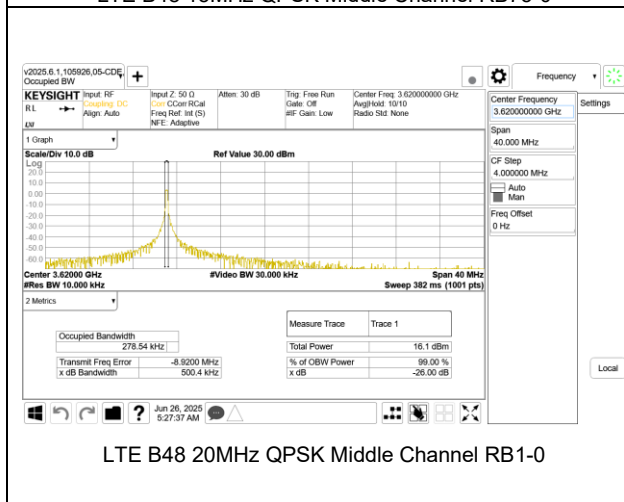 LTE B48 15MHz QPSK Middle Channel RB75-0
v2025.6.1,105926,05-CDE
Occupied BW
Frequency
KEYSIGHT
Input: RF
Input Z: 50 Ω
Atten: 30 dB
Trig: Free Run
Center Freq: 3.620000000 GHz
RL
Coupling: DC
Corr CCorr RCal
Gate: Off
Avg|Hold: 10/10
Align: Auto
Freq Ref: Int (S)
#IF Gain: Low
Radio Std: None
NFE: Adaptive
Center Frequency
3.620000000 GHz
Settings
Span
40.000 MHz
CF Step
4.000000 MHz
Auto
Man
Freq Offset
0 Hz
Local
1 Graph
Scale/Div 10.0 dB
Ref Value 30.00 dBm
Log
20.0
10.0
0.00
-10.0
-20.0
-30.0
-40.0
-50.0
-60.0
Center 3.62000 GHz
#Video BW 30.000 kHz
Span 40 MHz
#Res BW 10.000 kHz
Sweep 382 ms (1001 pts)
2 Metrics
Measure Trace
Trace 1
Occupied Bandwidth
278.54 kHz
Total Power
16.1 dBm
Transmit Freq Error
-8.9200 MHz
% of OBW Power
99.00 %
x dB Bandwidth
500.4 kHz
x dB
-26.00 dB
Jun 26, 2025
5:27:37 AM
LTE B48 20MHz QPSK Middle Channel RB1-0